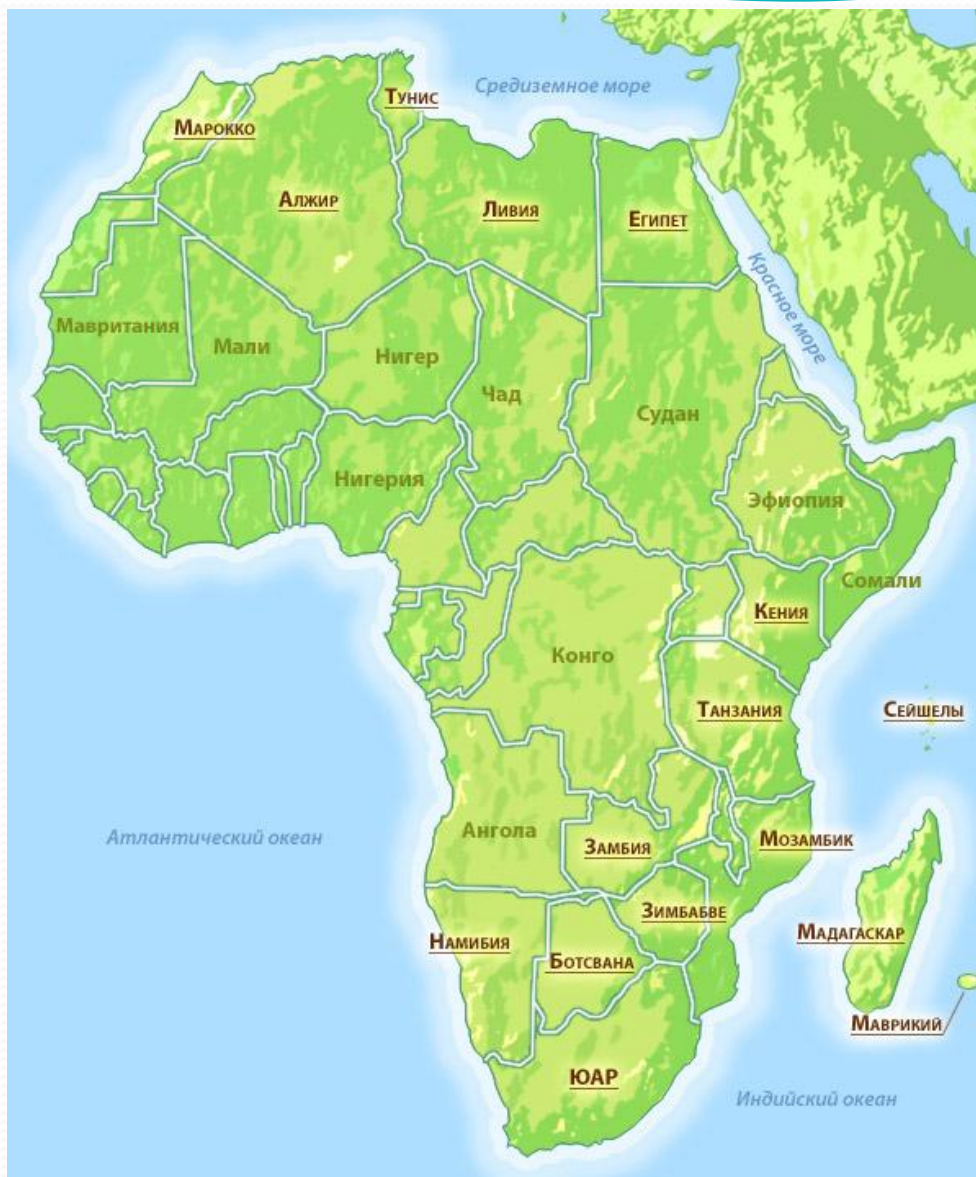 Средиземное море
Тунис
Марокко
Алжир
Ливия
Египет
Красное море
Мавритания
Мали
Нигер
Чад
Судан
Нигерия
Эфиопия
Сомали
Кения
Конго
Танзания
Сейшелы
Атлантический океан
Ангола
Замбия
Мозамбик
Зимбабве
Намибия
Ботсвана
Мадагаскар
Маврикий
ЮАР
Индийский океан